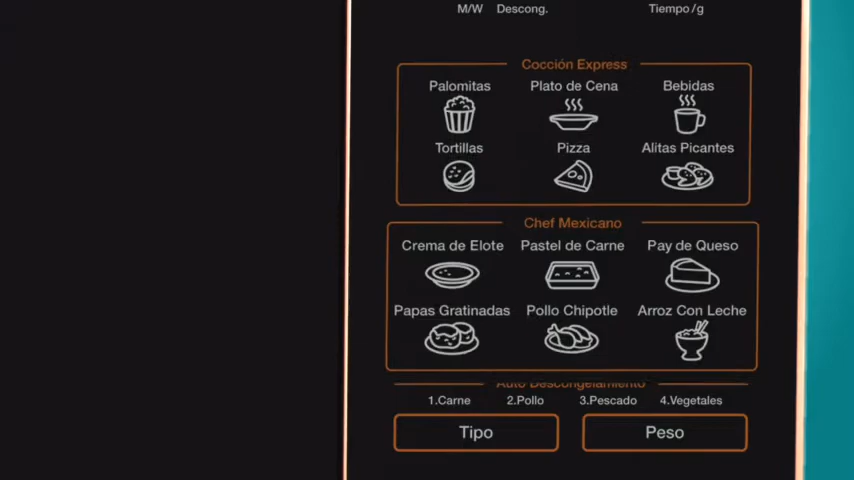 M/W Descong. Tiempo/g
Cocción Express
Palomitas Plato de Cena Bebidas
Tortillas Pizza Alitas Picantes
Chef Mexicano
Crema de Elote Pastel de Carne Pay de Queso
Papas Gratinadas Pollo Chipotle Arroz Con Leche
Auto Descongelamiento
1.Carne 2.Pollo 3.Pescado 4.Vegetales
Tipo Peso